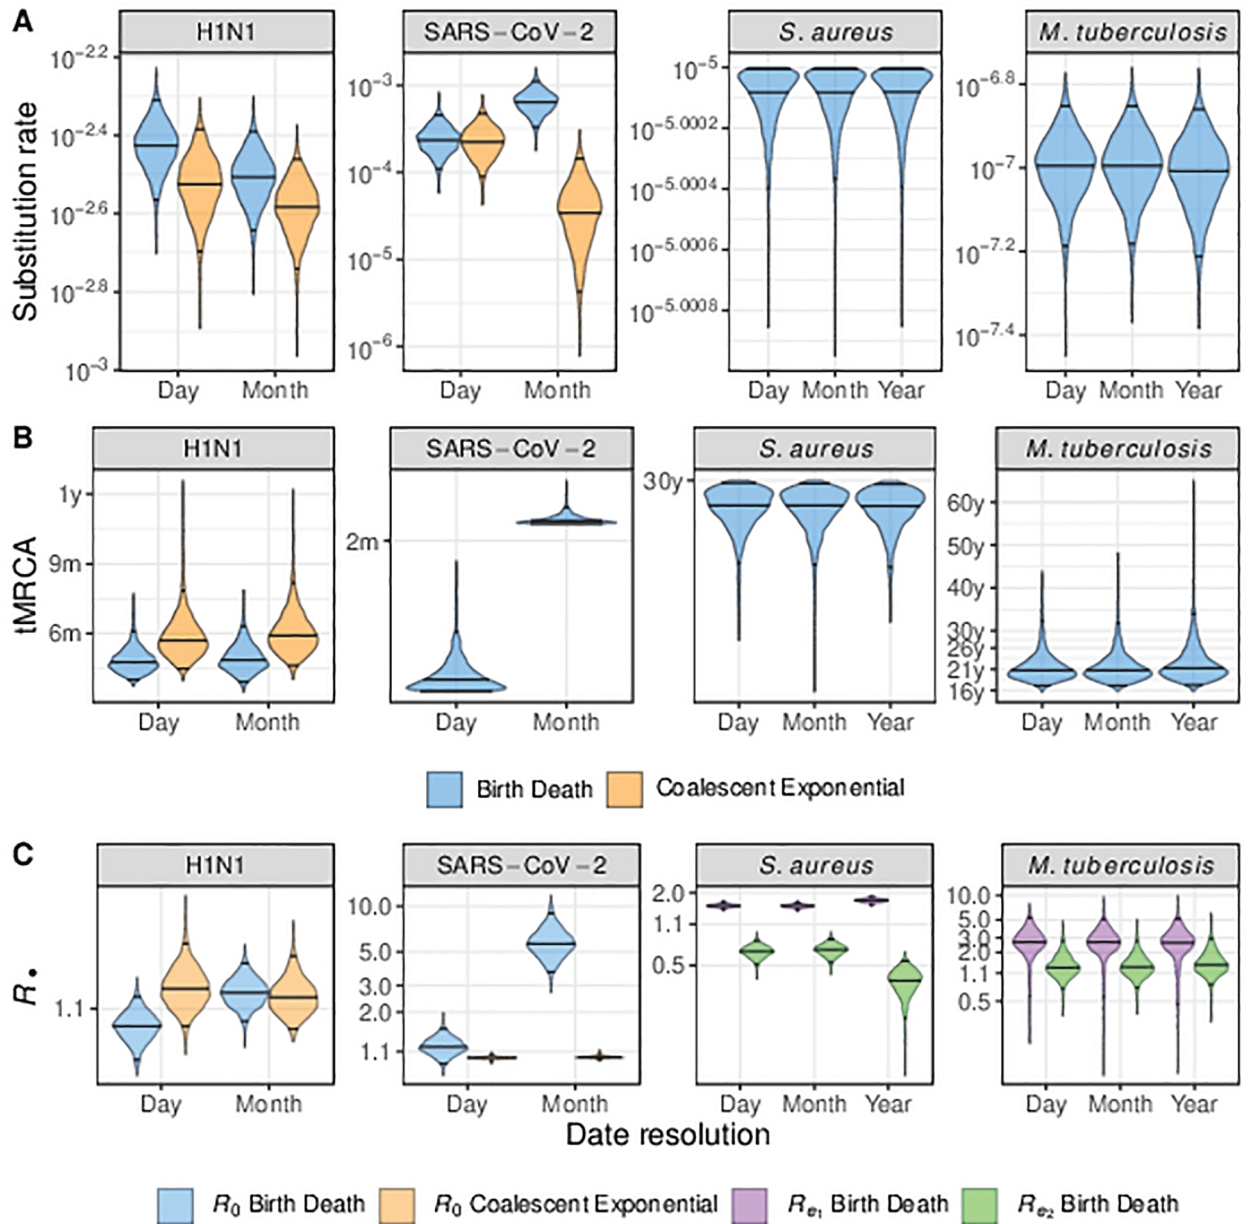 A
H1N1
SARS−CoV−2
S. aureus
M. tuberculosis
Substitution rate
10−2.2
10−2.4
10−2.6
10−2.8
10−3
10−3
10−4
10−5
10−6
10−5
10−5.0002
10−5.0004
10−5.0006
10−5.0008
10−6.8
10−7
10−7.2
10−7.4
Day Month
Day Month
Day Month Year
Day Month Year
B
H1N1
SARS−CoV−2
S. aureus
M. tuberculosis
tMRCA
1y
9m
6m
2m
30y
60y
50y
40y
30y
26y
21y
16y
Day Month
Day Month
Day Month Year
Day Month Year
Birth Death Coalescent Exponential
C
H1N1
SARS−CoV−2
S. aureus
M. tuberculosis
R•
1.1
10.0
5.0
3.0
2.0
1.1
2.0
1.1
0.5
10.0
5.0
3.0
2.0
1.1
0.5
Day Month
Day Month
Day Month Year
Day Month Year
Date resolution
R0 Birth Death R0 Coalescent Exponential Re1 Birth Death Re2 Birth Death